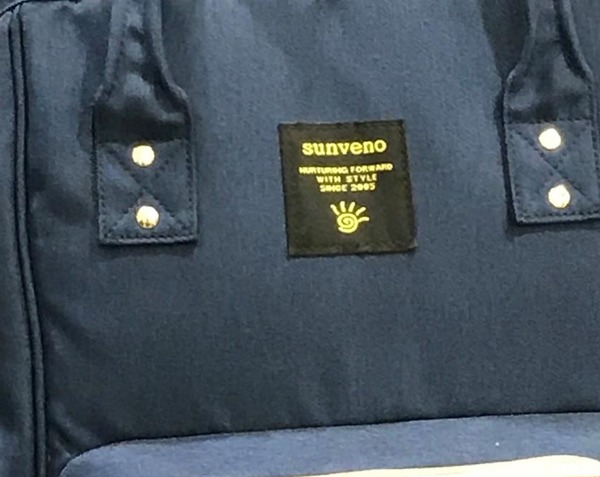 sunveno
NURTURING FORWARD
WITH STYLE
SINCE 2005